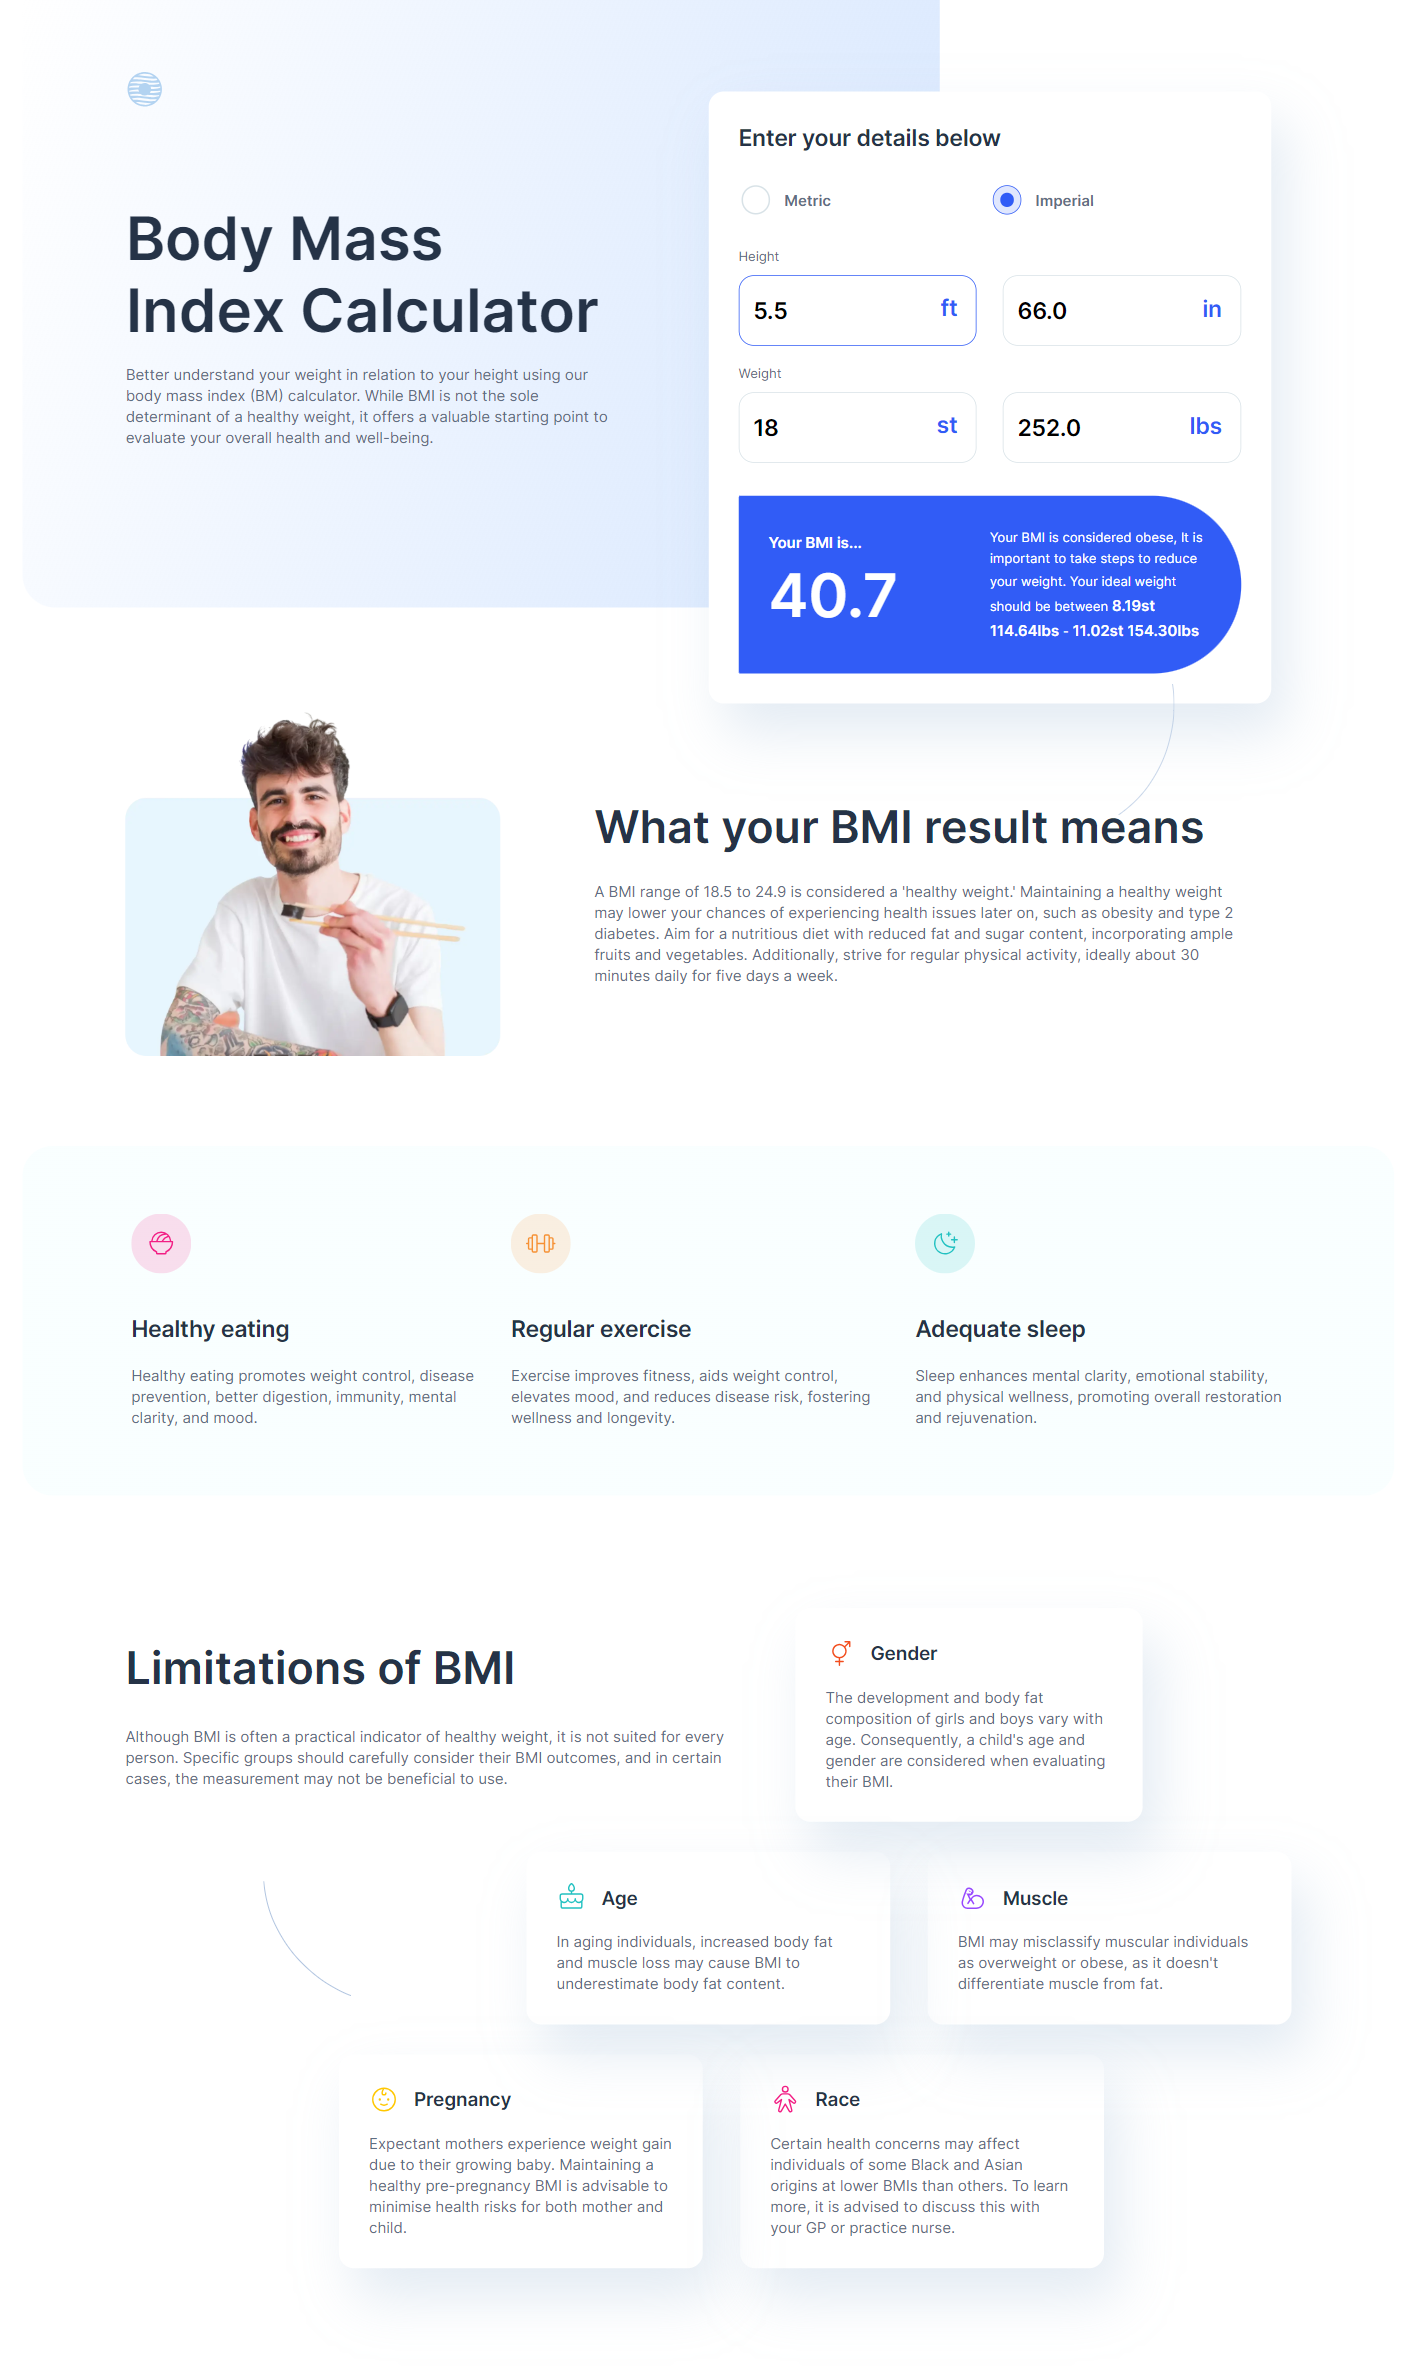 Body Mass
Index Calculator
Better understand your weight in relation to your height using our
body mass index (BM) calculator. While BMI is not the sole
determinant of a healthy weight, it offers a valuable starting point to
evaluate your overall health and well-being.
Enter your details below
Metric
Imperial
Height
5.5 ft
66.0 in
Weight
18 st
252.0 lbs
Your BMI is...
40.7
Your BMI is considered obese, It is
important to take steps to reduce
your weight. Your ideal weight
should be between 8.19st
114.64lbs - 11.02st 154.30lbs
What your BMI result means
A BMI range of 18.5 to 24.9 is considered a 'healthy weight.' Maintaining a healthy weight
may lower your chances of experiencing health issues later on, such as obesity and type 2
diabetes. Aim for a nutritious diet with reduced fat and sugar content, incorporating ample
fruits and vegetables. Additionally, strive for regular physical activity, ideally about 30
minutes daily for five days a week.
Healthy eating
Healthy eating promotes weight control, disease
prevention, better digestion, immunity, mental
clarity, and mood.
Regular exercise
Exercise improves fitness, aids weight control,
elevates mood, and reduces disease risk, fostering
wellness and longevity.
Adequate sleep
Sleep enhances mental clarity, emotional stability,
and physical wellness, promoting overall restoration
and rejuvenation.
Limitations of BMI
Although BMI is often a practical indicator of healthy weight, it is not suited for every
person. Specific groups should carefully consider their BMI outcomes, and in certain
cases, the measurement may not be beneficial to use.
Gender
The development and body fat
composition of girls and boys vary with
age. Consequently, a child's age and
gender are considered when evaluating
their BMI.
Age
In aging individuals, increased body fat
and muscle loss may cause BMI to
underestimate body fat content.
Muscle
BMI may misclassify muscular individuals
as overweight or obese, as it doesn't
differentiate muscle from fat.
Pregnancy
Expectant mothers experience weight gain
due to their growing baby. Maintaining a
healthy pre-pregnancy BMI is advisable to
minimise health risks for both mother and
child.
Race
Certain health concerns may affect
individuals of some Black and Asian
origins at lower BMIs than others. To learn
more, it is advised to discuss this with
your GP or practice nurse.